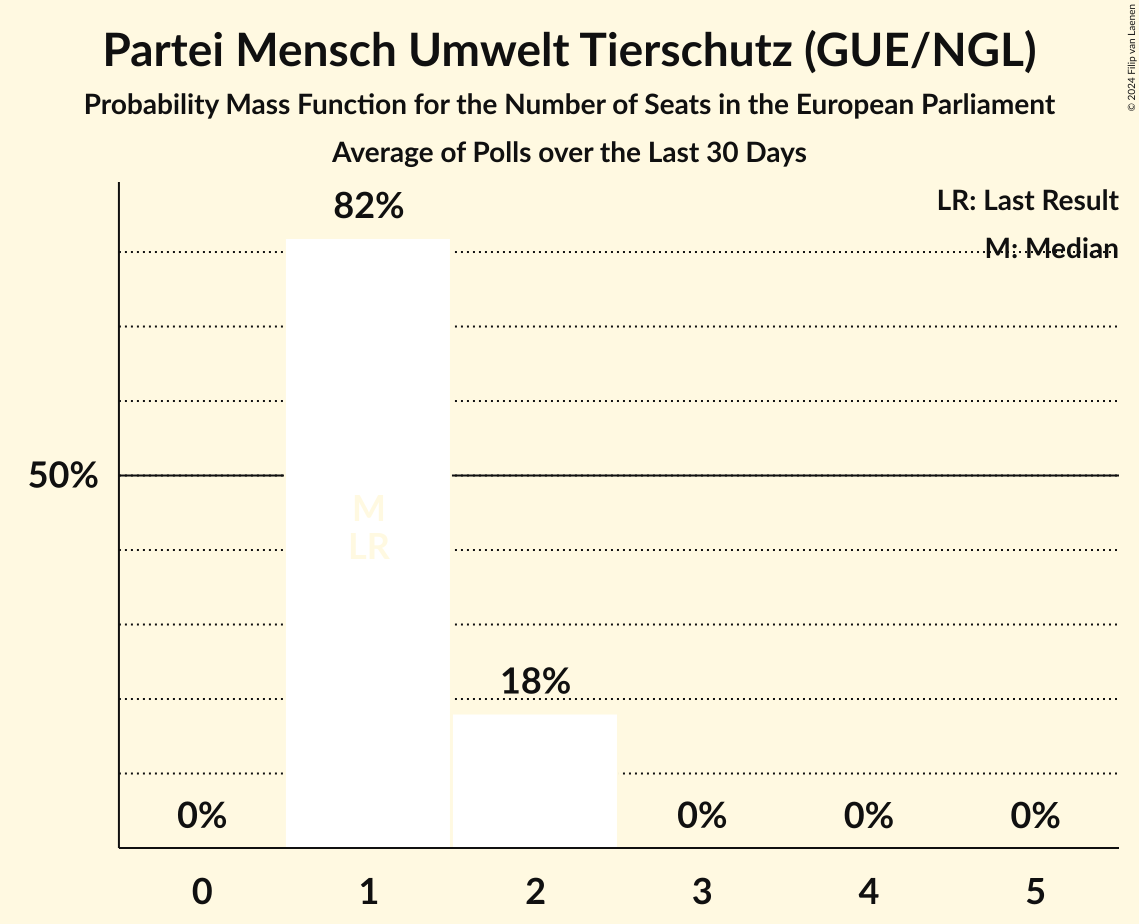 Partei Mensch Umwelt Tierschutz (GUE/NGL)
Probability Mass Function for the Number of Seats in the European Parliament
Average of Polls over the Last 30 Days
© 2024 Filip van Laenen
LR: Last Result
M: Median
82%
50%
M
LR
18%
0%
0%
0%
0%
0
1
2
3
4
5